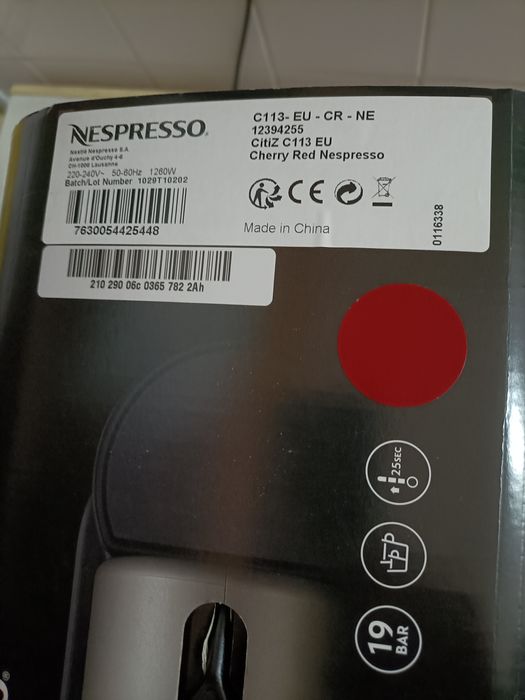 NESPRESSO®
Nestlé Nespresso S.A.
Avenue d'Ouchy 4-6
CH-1006 Lausanne
220-240V~ 50-60Hz 1260W
Batch/Lot Number 1029T10202
7630054425448
C113- EU - CR - NE
12394255
CitiZ C113 EU
Cherry Red Nespresso
CE
Made in China
0116338
210 290 06c 0365 782 2Ah
25SEC
19
BAR